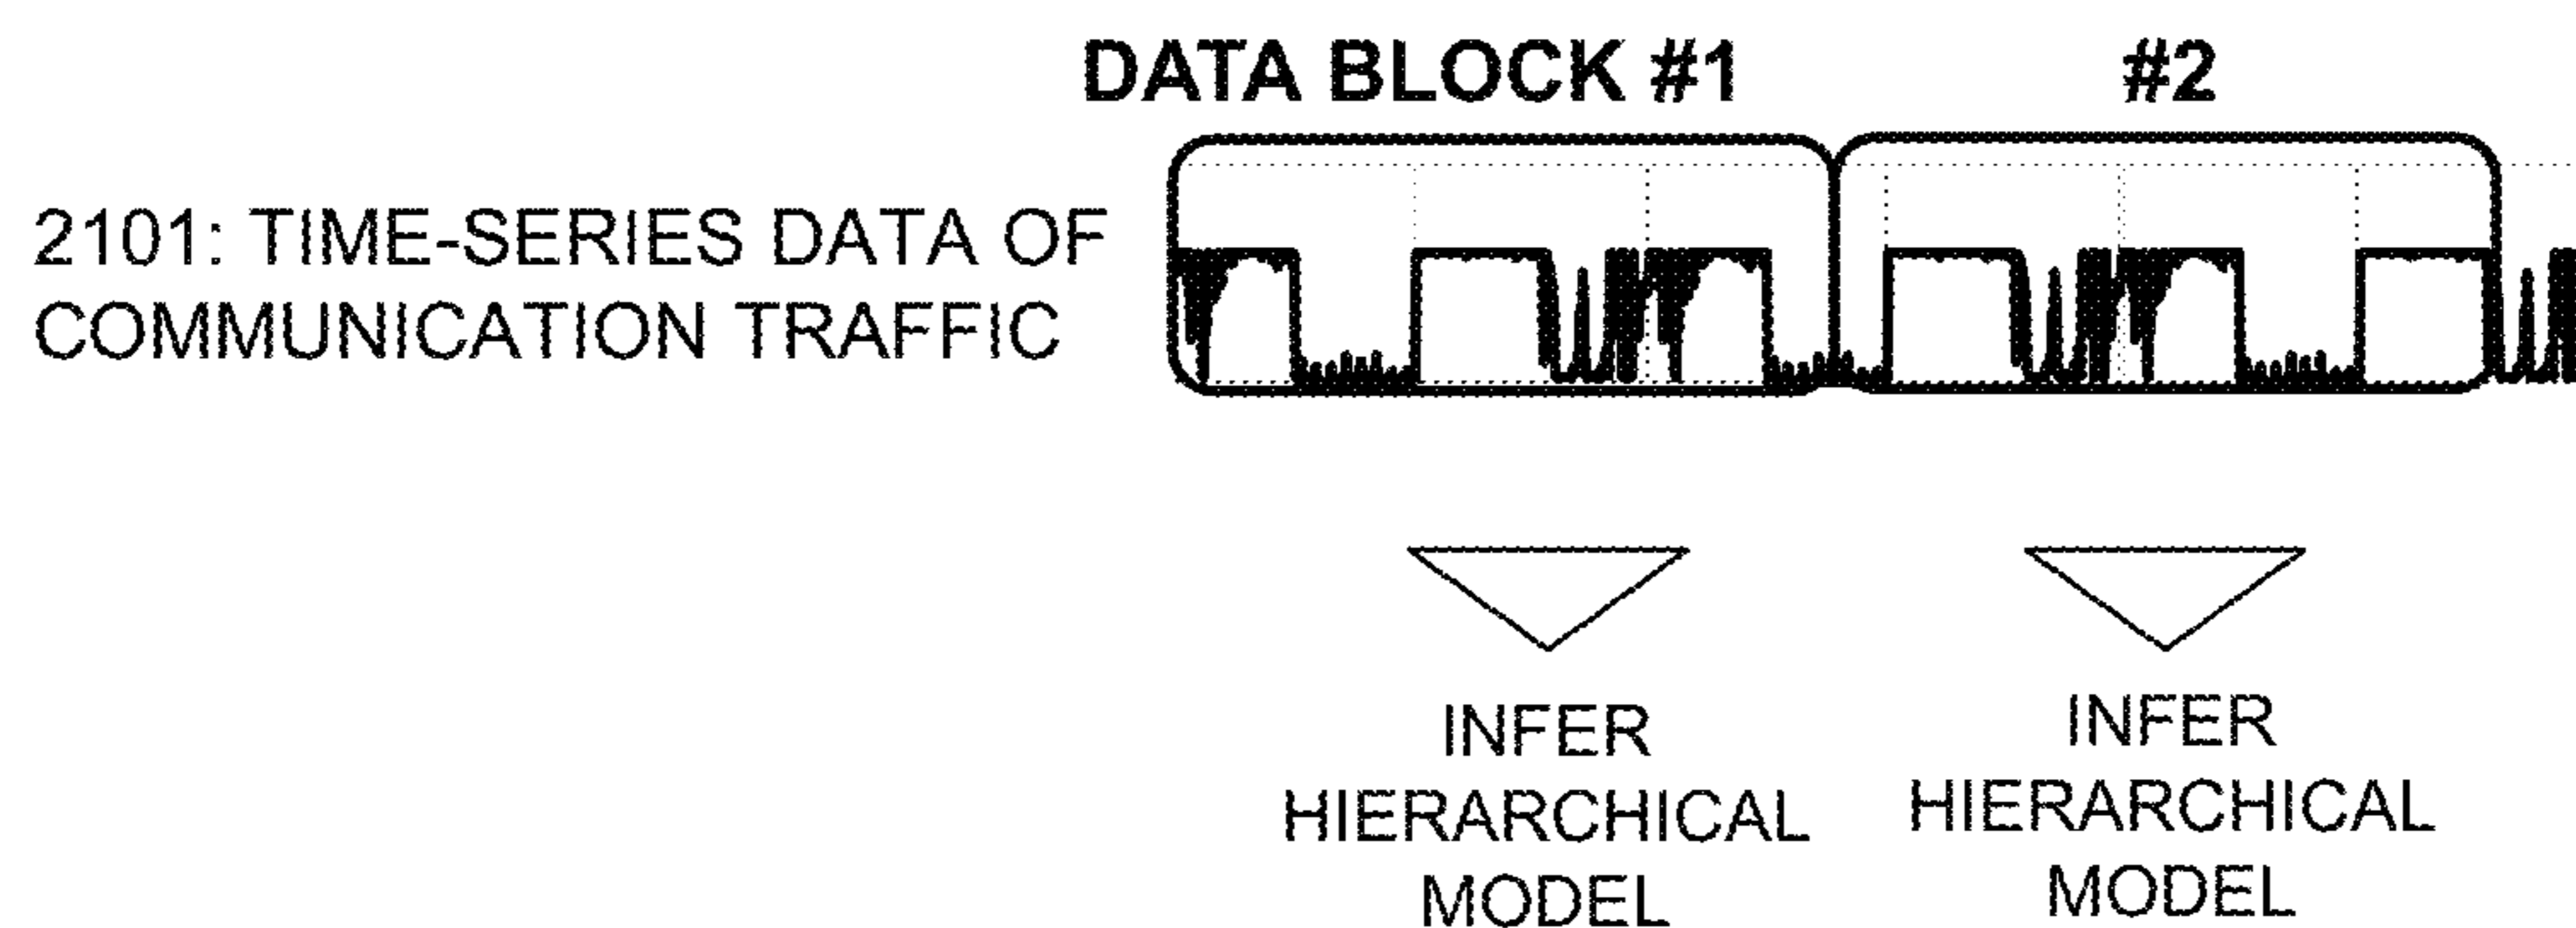 DATA BLOCK #1
#2
2101: TIME-SERIES DATA OF
COMMUNICATION TRAFFIC
INFER
HIERARCHICAL
MODEL
INFER
HIERARCHICAL
MODEL